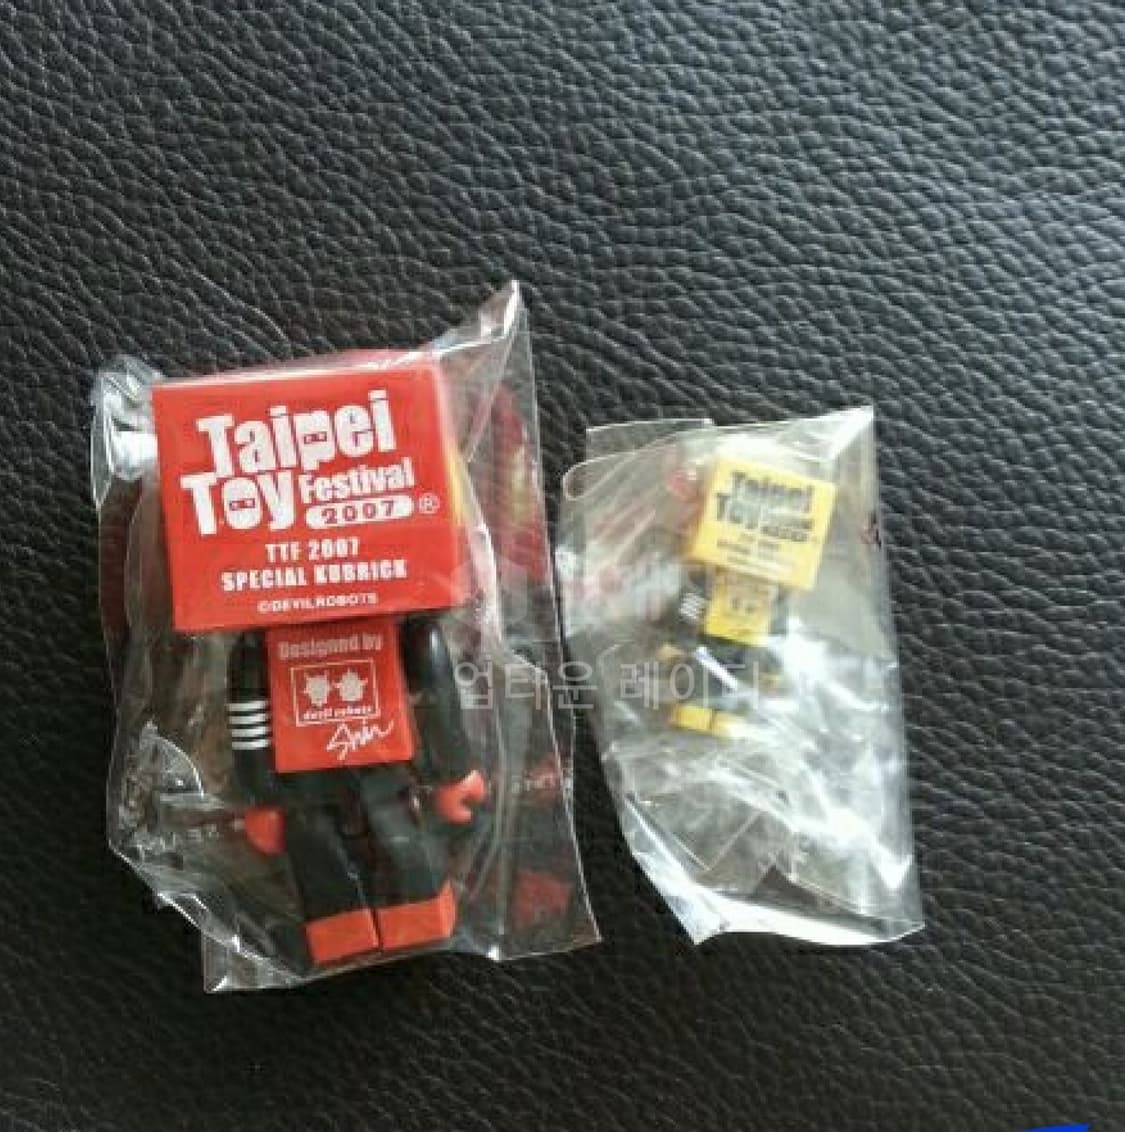 Taipei
Toy Festival
2007 ®
TTF 2007
SPECIAL KUBRICK
©DEVILROBOTS
Designed by
devil robots
Shin
Taipei
Toy
업타운 레이디